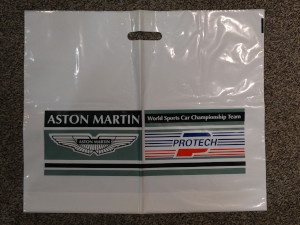 ASTON MARTIN
World Sports Car Championship Team
ASTON MARTIN
PROTECH